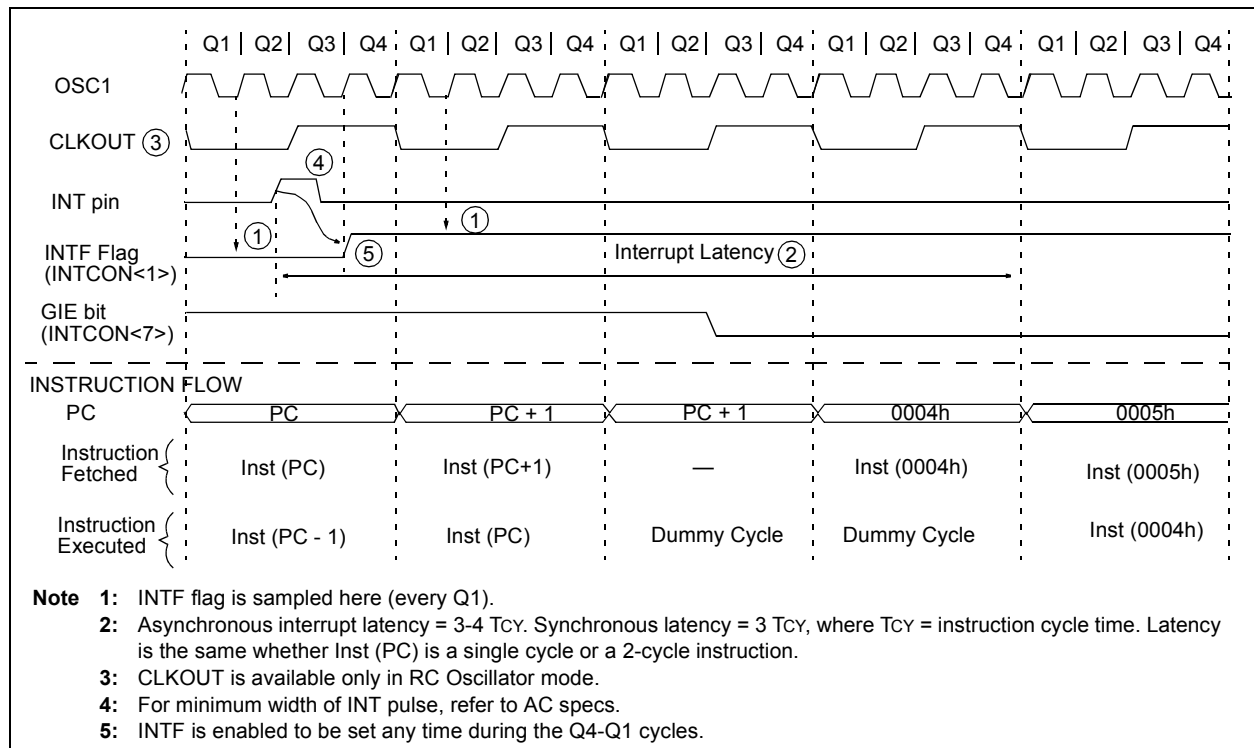 Q1 | Q2 | Q3 | Q4 Q1 | Q2 | Q3 | Q4 Q1 | Q2 | Q3 | Q4 Q1 | Q2 | Q3 | Q4 Q1 | Q2 | Q3 | Q4
OSC1
CLKOUT ③
④
INT pin
① ①
INTF Flag
(INTCON<1>)
⑤
Interrupt Latency ②
GIE bit
(INTCON<7>)
INSTRUCTION FLOW
PC PC PC + 1 PC + 1 0004h 0005h
Instruction
Fetched
Inst (PC) Inst (PC+1) — Inst (0004h) Inst (0005h)
Instruction
Executed
Inst (PC - 1) Inst (PC) Dummy Cycle Dummy Cycle Inst (0004h)
Note 1: INTF flag is sampled here (every Q1).
2: Asynchronous interrupt latency = 3-4 TCY. Synchronous latency = 3 TCY, where TCY = instruction cycle time. Latency
is the same whether Inst (PC) is a single cycle or a 2-cycle instruction.
3: CLKOUT is available only in RC Oscillator mode.
4: For minimum width of INT pulse, refer to AC specs.
5: INTF is enabled to be set any time during the Q4-Q1 cycles.